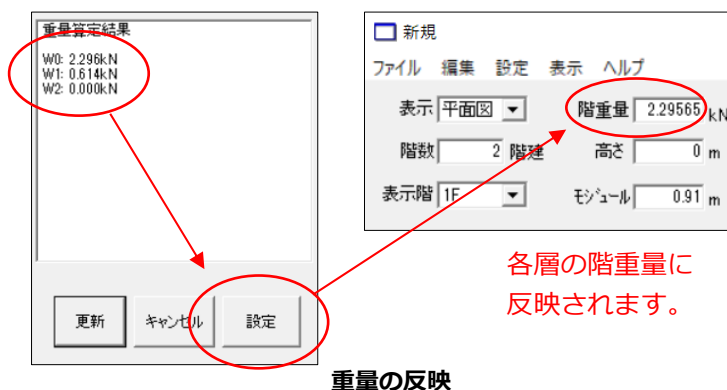 重量算定結果
W0: 2.296kN
W1: 0.614kN
W2: 0.000kN
更新 キャンセル 設定
新規
ファイル 編集 設定 表示 ヘルプ
表示 平面図 階重量 2.29565 kN
階数 2 階建 高さ 0 m
表示階 1F モジュール 0.91 m
各層の階重量に
反映されます。
重量の反映